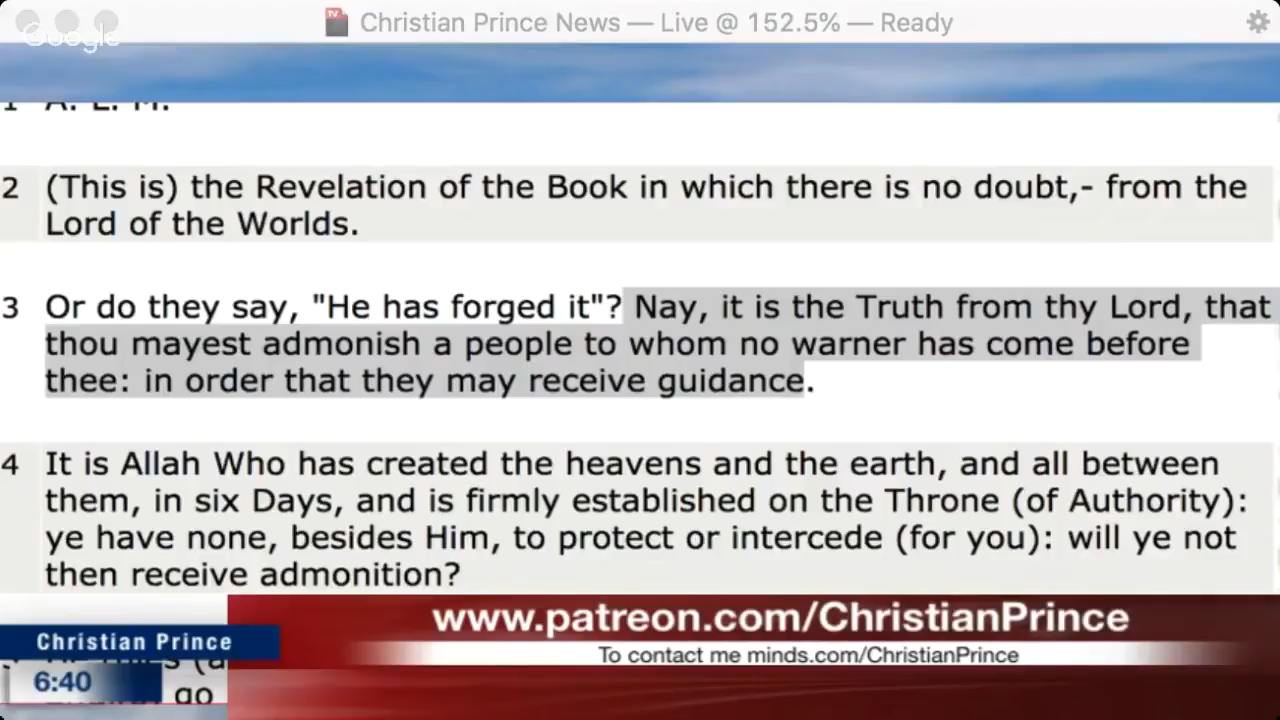 Christian Prince News — Live @ 152.5% — Ready
Google
1 A. L. M.
2 (This is) the Revelation of the Book in which there is no doubt,- from the
Lord of the Worlds.
3 Or do they say, "He has forged it"? Nay, it is the Truth from thy Lord, that
thou mayest admonish a people to whom no warner has come before
thee: in order that they may receive guidance.
4 It is Allah Who has created the heavens and the earth, and all between
them, in six Days, and is firmly established on the Throne (of Authority):
ye have none, besides Him, to protect or intercede (for you): will ye not
then receive admonition?
www.patreon.com/ChristianPrince
Christian Prince
To contact me minds.com/ChristianPrince
6:40
go